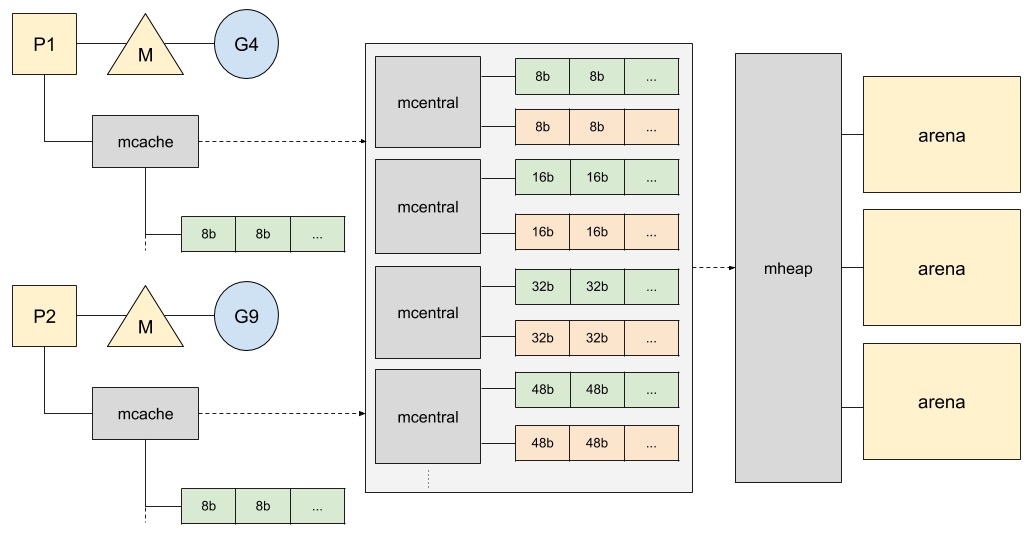 P1
M
G4
mcache
8b 8b ...
P2
M
G9
mcache
8b 8b ...
mcentral
8b 8b ...
8b 8b ...
mcentral
16b 16b ...
16b 16b ...
mcentral
32b 32b ...
32b 32b ...
mcentral
48b 48b ...
48b 48b ...
mheap
arena
arena
arena